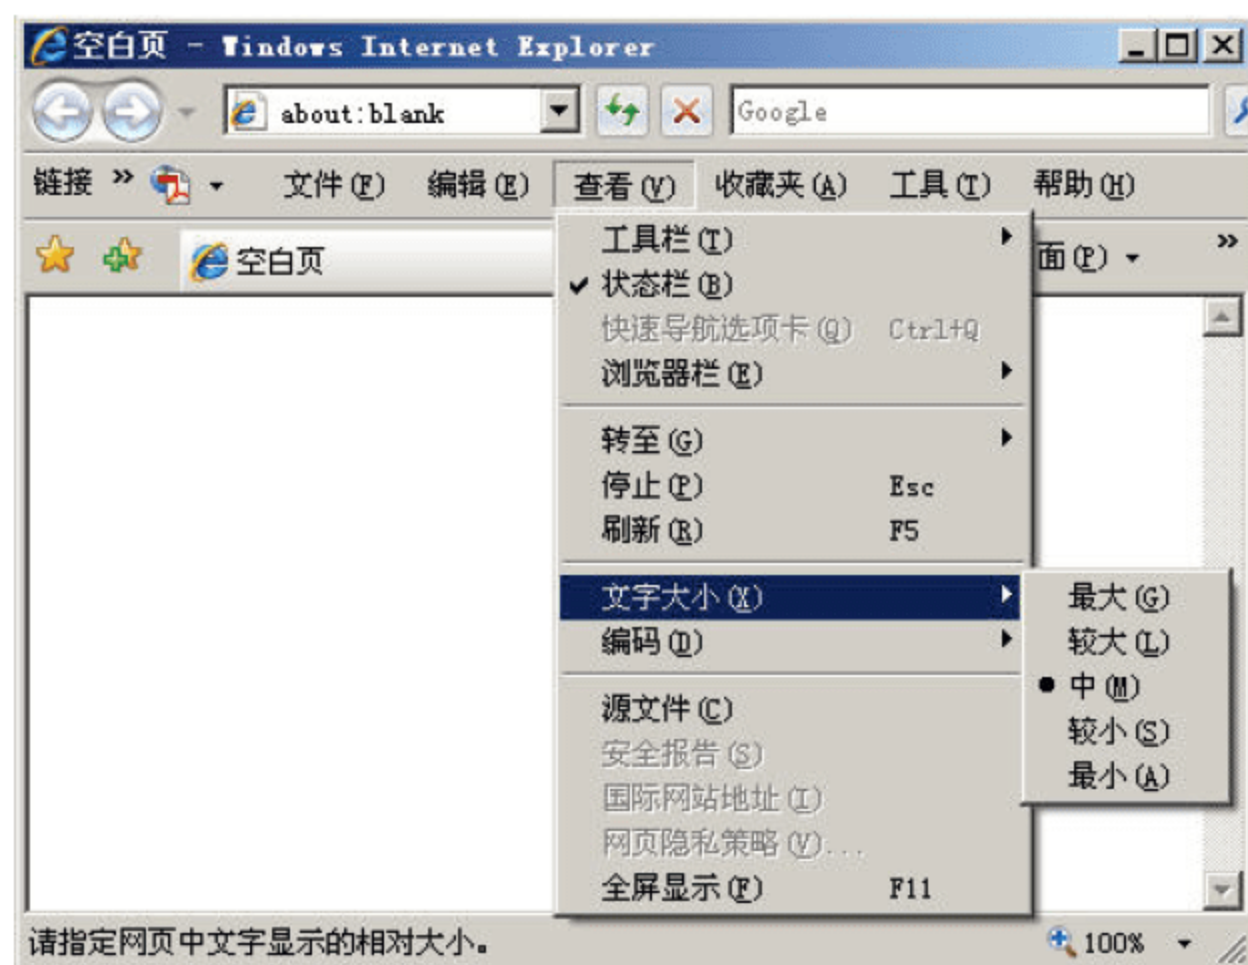 空白页 - Windows Internet Explorer
about:blank Google
链接 » 文件(F) 编辑(E) 查看(V) 收藏夹(A) 工具(T) 帮助(H)
空白页 面(P) »
工具栏(T)
状态栏(B)
快速导航选项卡(Q) Ctrl+Q
浏览器栏(E)
转至(G)
停止(P) Esc
刷新(R) F5
文字大小(X)
编码(D)
源文件(C)
安全报告(S)
国际网站地址(I)
网页隐私策略(V)...
全屏显示(F) F11
最大(G)
较大(L)
中(M)
较小(S)
最小(A)
请指定网页中文字显示的相对大小。 100%